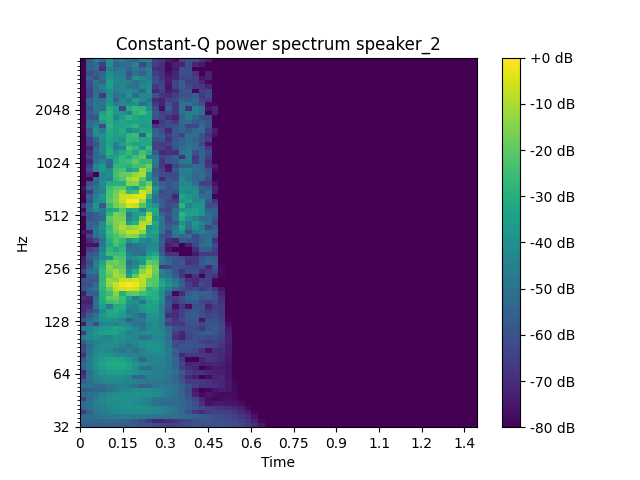 Constant-Q power spectrum speaker_2
Hz
2048
1024
512
256
128
64
32
0 0.15 0.3 0.45 0.6 0.75 0.9 1.1 1.2 1.4
Time
+0 dB
-10 dB
-20 dB
-30 dB
-40 dB
-50 dB
-60 dB
-70 dB
-80 dB